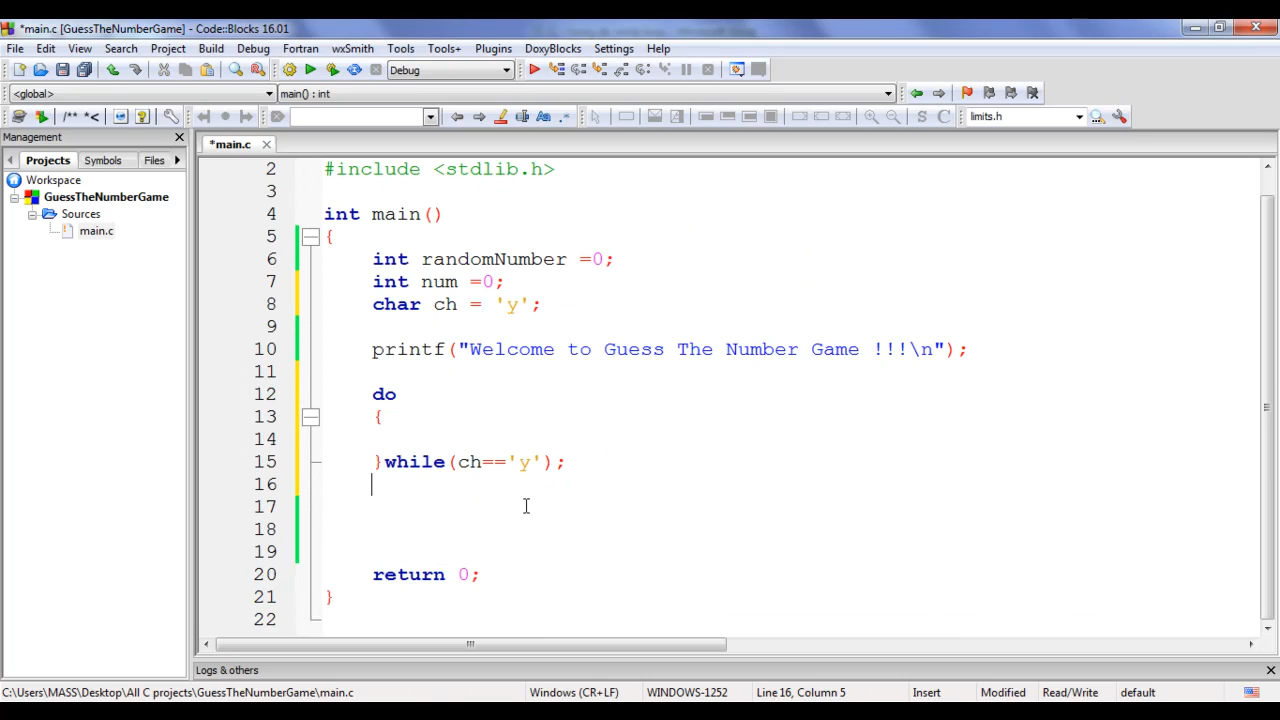 *main.c [GuessTheNumberGame] - Code::Blocks 16.01
File Edit View Search Project Build Debug Fortran wxSmith Tools Tools+ Plugins DoxyBlocks Settings Help
Debug
<global> main() : int
/** *< Aa .* S C limits.h
Management
*main.c
Projects Symbols Files
Workspace
GuessTheNumberGame
Sources
main.c
2 #include <stdlib.h>
3
4 int main()
5 {
6 int randomNumber =0;
7 int num =0;
8 char ch = 'y';
9
10 printf("Welcome to Guess The Number Game !!!\n");
11
12 do
13 {
14
15 }while(ch=='y');
16
17
18
19
20 return 0;
21 }
22
Logs & others
C:\Users\MASS\Desktop\All C projects\GuessTheNumberGame\main.c Windows (CR+LF) WINDOWS-1252 Line 16, Column 5 Insert Modified Read/Write default